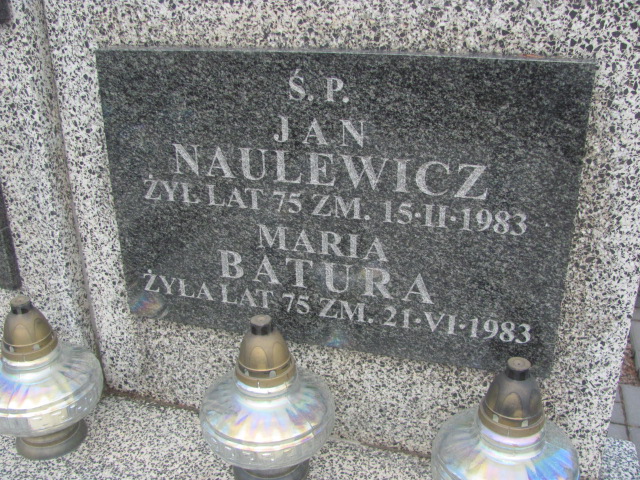 Ś. P.
JAN
NAULEWICZ
ŻYŁ LAT 75 ZM. 15·II·1983
MARIA
BATURA
ŻYŁA LAT 75 ZM. 21·VI·1983